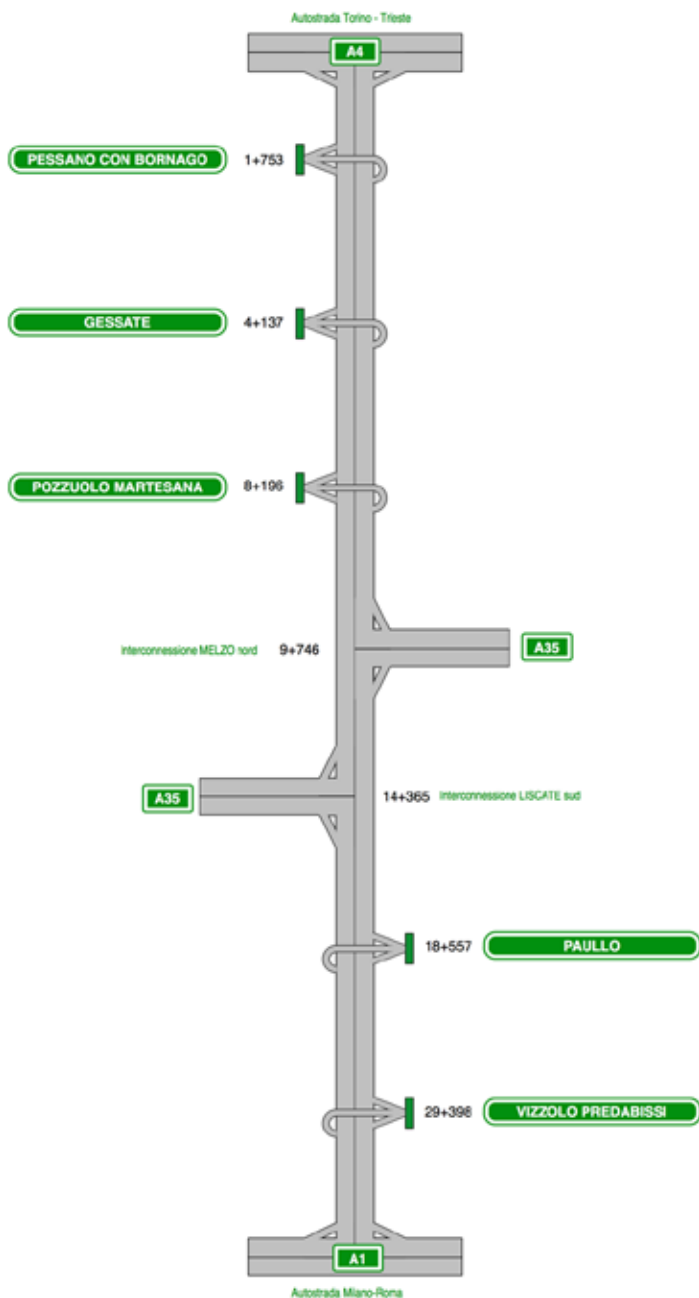 Autostrada Torino - Trieste
A4
PESSANO CON BORNAGO 1+753
GESSATE 4+137
POZZUOLO MARTESANA 8+196
Interconnessione MELZO nord 9+746 A35
A35 14+365 Interconnessione LISCATE sud
18+557 PAULLO
29+398 VIZZOLO PREDABISSI
A1
Autostrada Milano-Roma